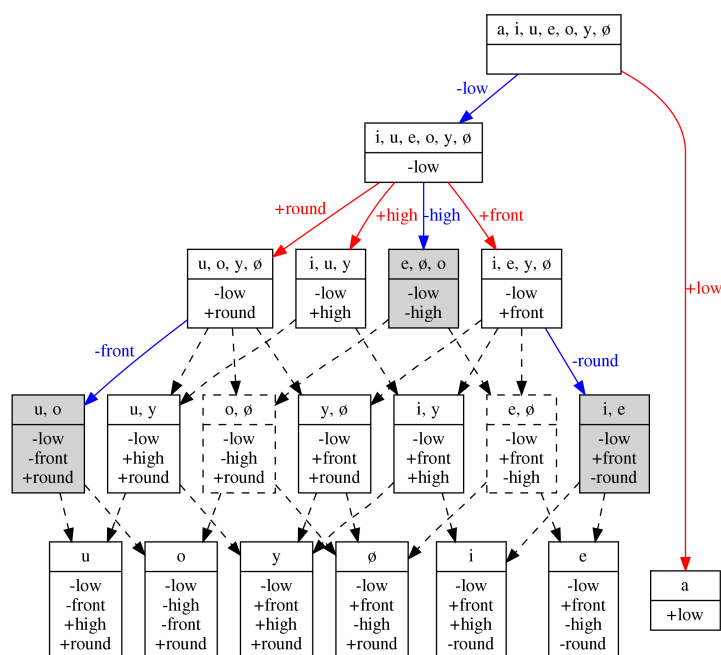 a, i, u, e, o, y, ø
-low
i, u, e, o, y, ø
-low
+round
+high
-high
+front
u, o, y, ø
-low
+round
i, u, y
-low
+high
e, ø, o
-low
-high
i, e, y, ø
-low
+front
+low
-front
-round
u, o
-low
-front
+round
u, y
-low
+high
+round
o, ø
-low
-high
+round
y, ø
-low
+front
+round
i, y
-low
+front
+high
e, ø
-low
+front
-high
i, e
-low
+front
-round
u
-low
-front
+high
+round
o
-low
-high
-front
+round
y
-low
+front
+high
+round
ø
-low
+front
-high
+round
i
-low
+front
+high
-round
e
-low
+front
-high
-round
a
+low